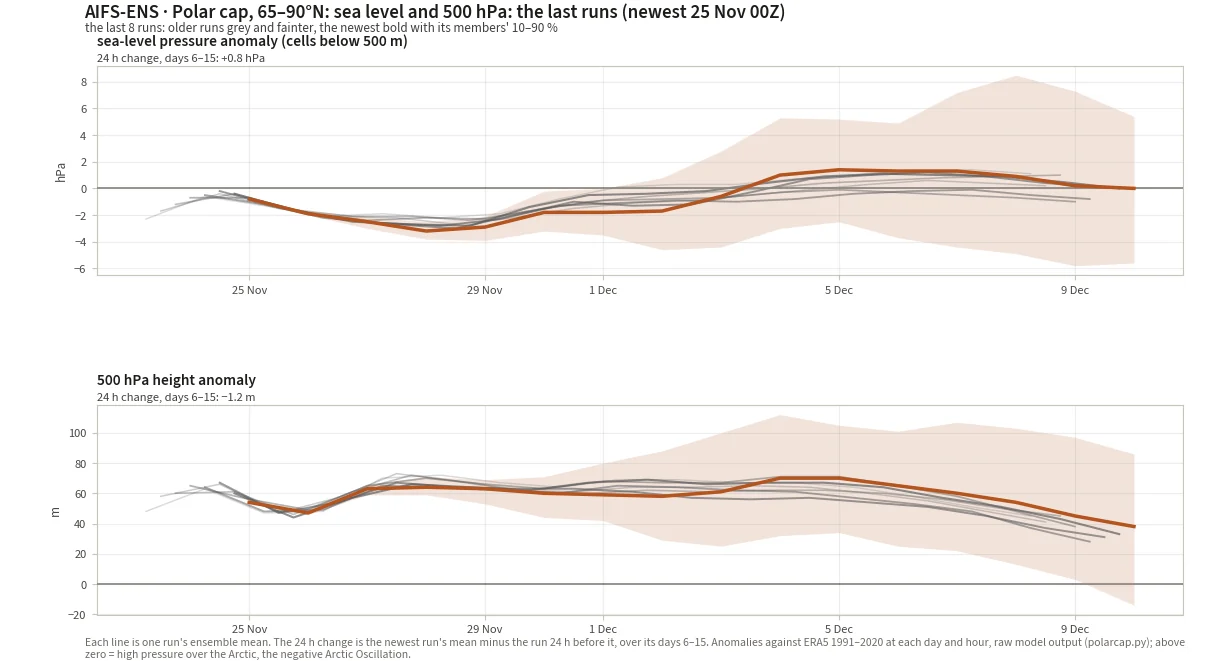 AIFS-ENS · Polar cap, 65–90°N: sea level and 500 hPa: the last runs (newest 25 Nov 00Z)
the last 8 runs: older runs grey and fainter, the newest bold with its members' 10–90 %
sea-level pressure anomaly (cells below 500 m)
24 h change, days 6–15: +0.8 hPa
8
6
4
2
0
−2
−4
−6
hPa
25 Nov
29 Nov
1 Dec
5 Dec
9 Dec
500 hPa height anomaly
24 h change, days 6–15: −1.2 m
100
80
60
40
20
0
−20
m
25 Nov
29 Nov
1 Dec
5 Dec
9 Dec
Each line is one run's ensemble mean. The 24 h change is the newest run's mean minus the run 24 h before it, over its days 6–15. Anomalies against ERA5 1991–2020 at each day and hour, raw model output (polarcap.py); above
zero = high pressure over the Arctic, the negative Arctic Oscillation.